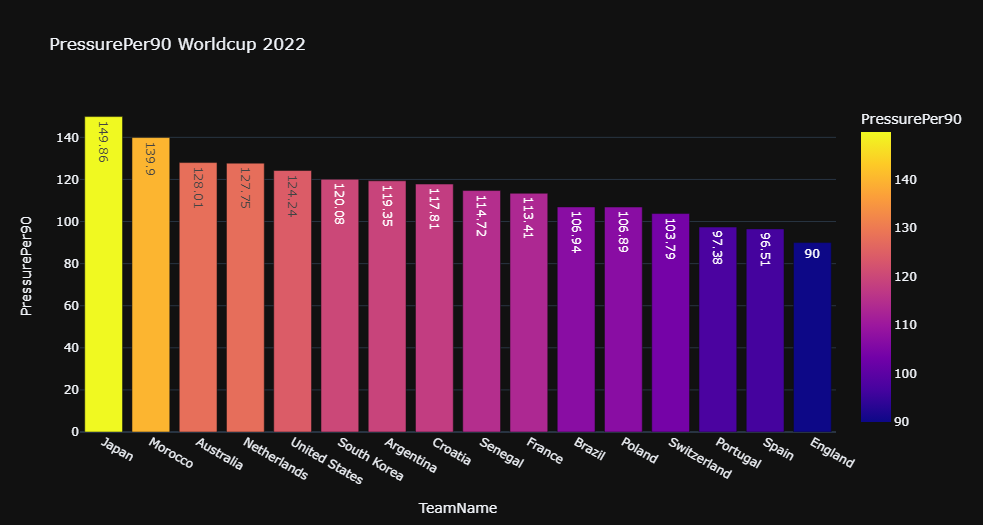 PressurePer90 Worldcup 2022
PressurePer90
140
120
100
80
60
40
20
0
149.86
139.9
128.01
127.75
124.24
120.08
119.35
117.81
114.72
113.41
106.94
106.89
103.79
97.38
96.51
90
Japan
Morocco
Australia
Netherlands
United States
South Korea
Argentina
Croatia
Senegal
France
Brazil
Poland
Switzerland
Portugal
Spain
England
TeamName
PressurePer90
140
130
120
110
100
90